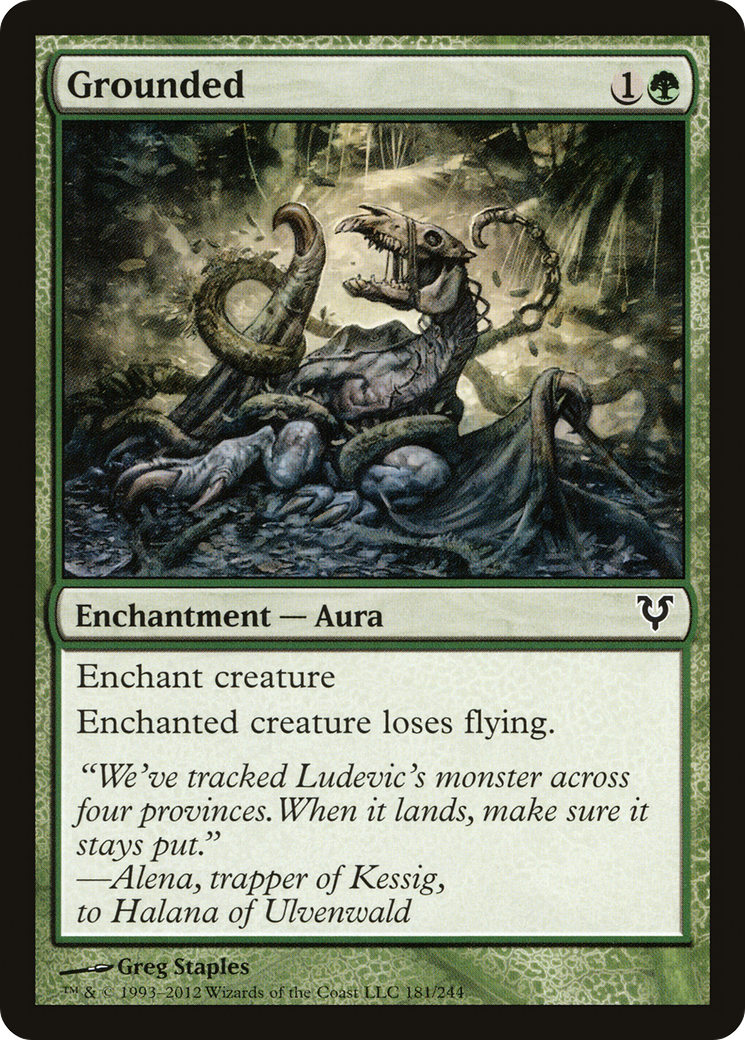 Grounded 1
Enchantment — Aura
Enchant creature
Enchanted creature loses flying.
“We’ve tracked Ludevic’s monster across
four provinces. When it lands, make sure it
stays put.”
—Alena, trapper of Kessig,
to Halana of Ulvenwald
Greg Staples
™ & © 1993–2012 Wizards of the Coast LLC 181/244